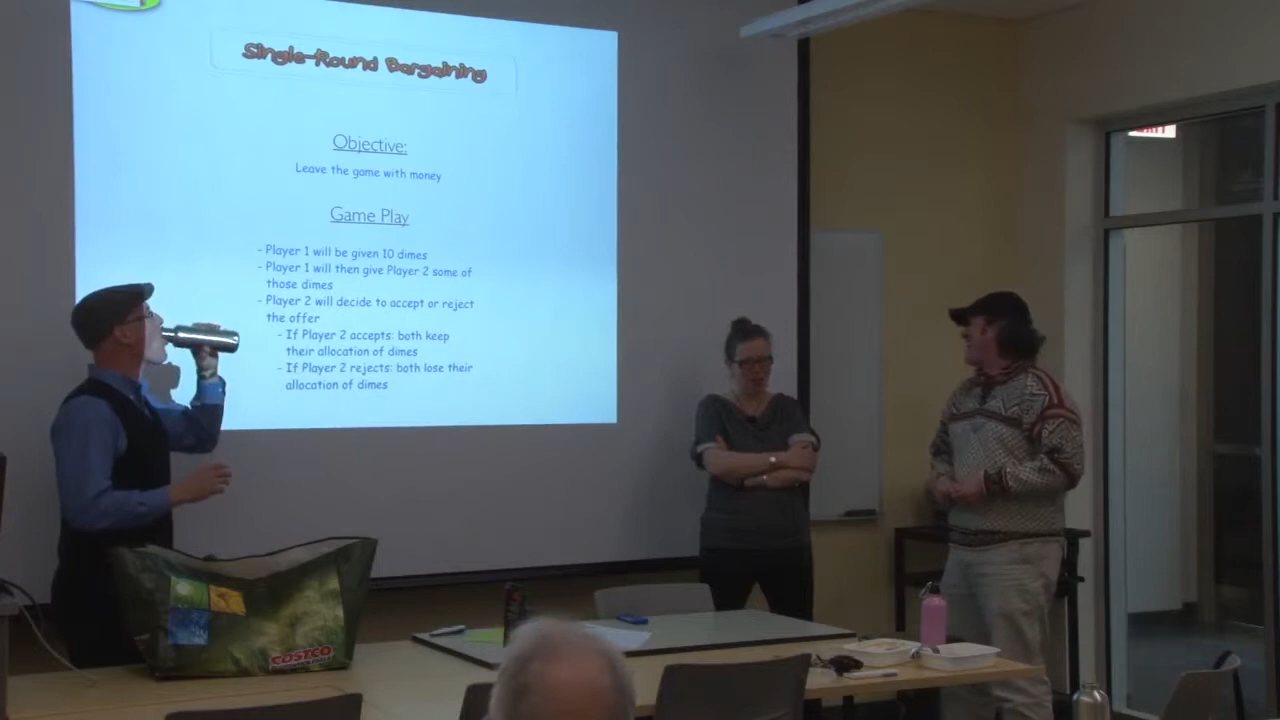 Single-Round Bargaining
Objective:
Leave the game with money
Game Play
- Player 1 will be given 10 dimes
- Player 1 will then give Player 2 some of
those dimes
- Player 2 will decide to accept or reject
the offer
- If Player 2 accepts: both keep
their allocation of dimes
- If Player 2 rejects: both lose their
allocation of dimes
COSTCO